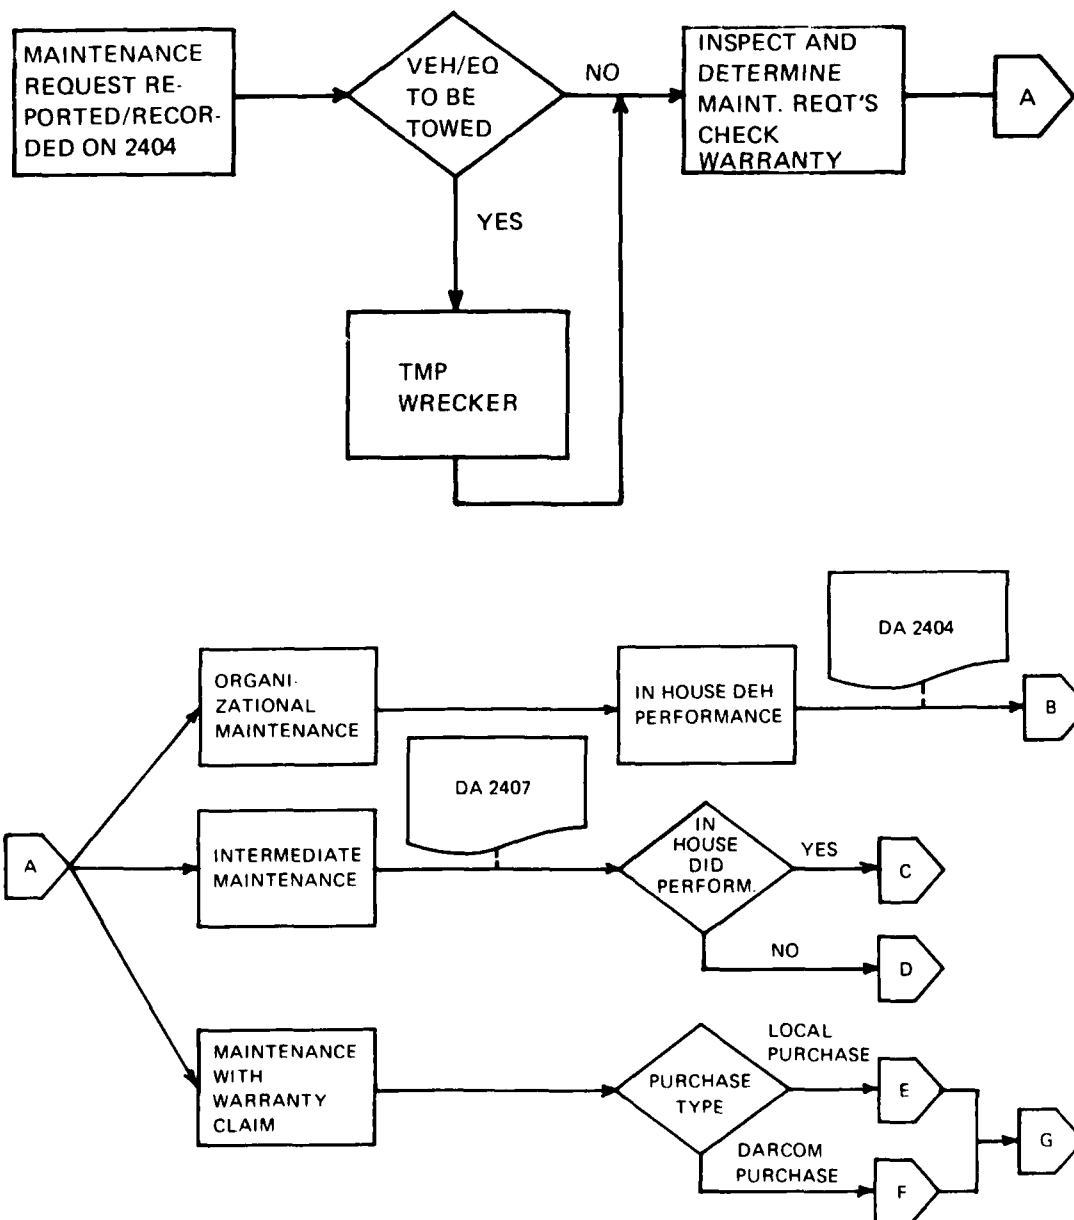 MAINTENANCE
REQUEST RE-
PORTED/RECOR-
DED ON 2404
VEH/EQ
TO BE
TOWED
NO
INSPECT AND
DETERMINE
MAINT. REQT'S
CHECK
WARRANTY
A
YES
TMP
WRECKER
DA 2404
ORGANI-
ZATIONAL
MAINTENANCE
IN HOUSE DEH
PERFORMANCE
B
DA 2407
A
INTERMEDIATE
MAINTENANCE
IN
HOUSE
DID
PERFORM.
YES
C
NO
D
MAINTENANCE
WITH
WARRANTY
CLAIM
PURCHASE
TYPE
LOCAL
PURCHASE
E
G
DARCOM
PURCHASE
F